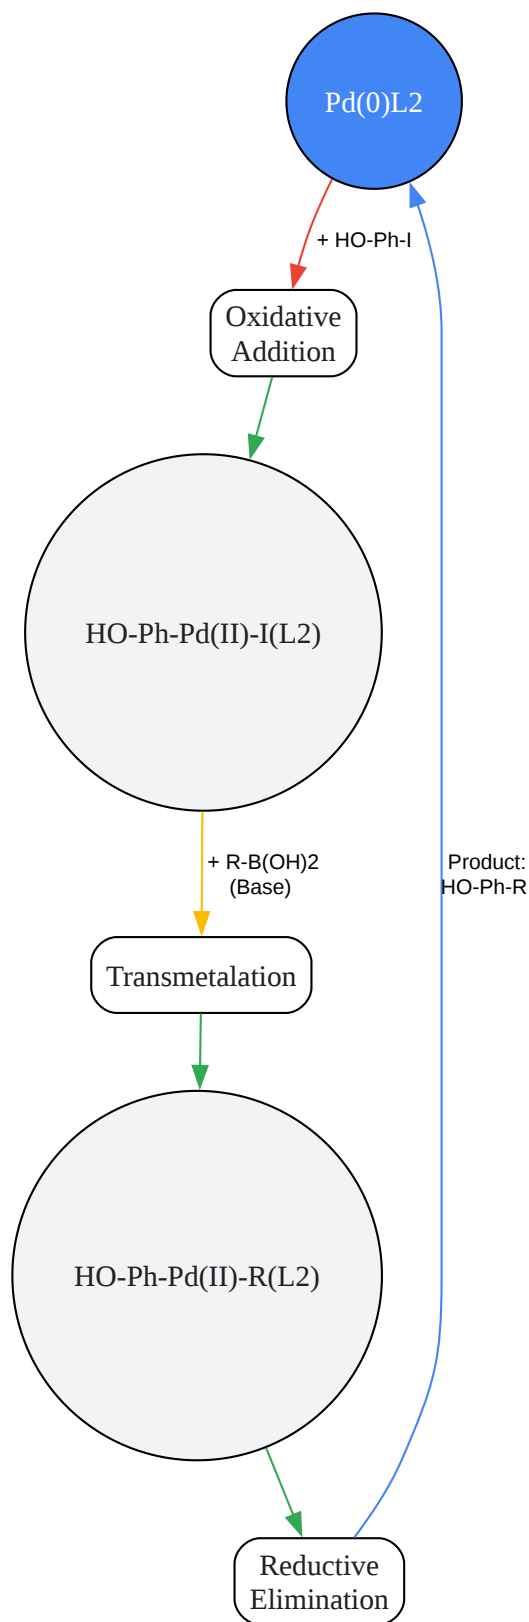 Pd(0)L2
+ HO-Ph-I
Oxidative
Addition
HO-Ph-Pd(II)-I(L2)
+ R-B(OH)2
(Base)
Product:
HO-Ph-R
Transmetalation
HO-Ph-Pd(II)-R(L2)
Reductive
Elimination